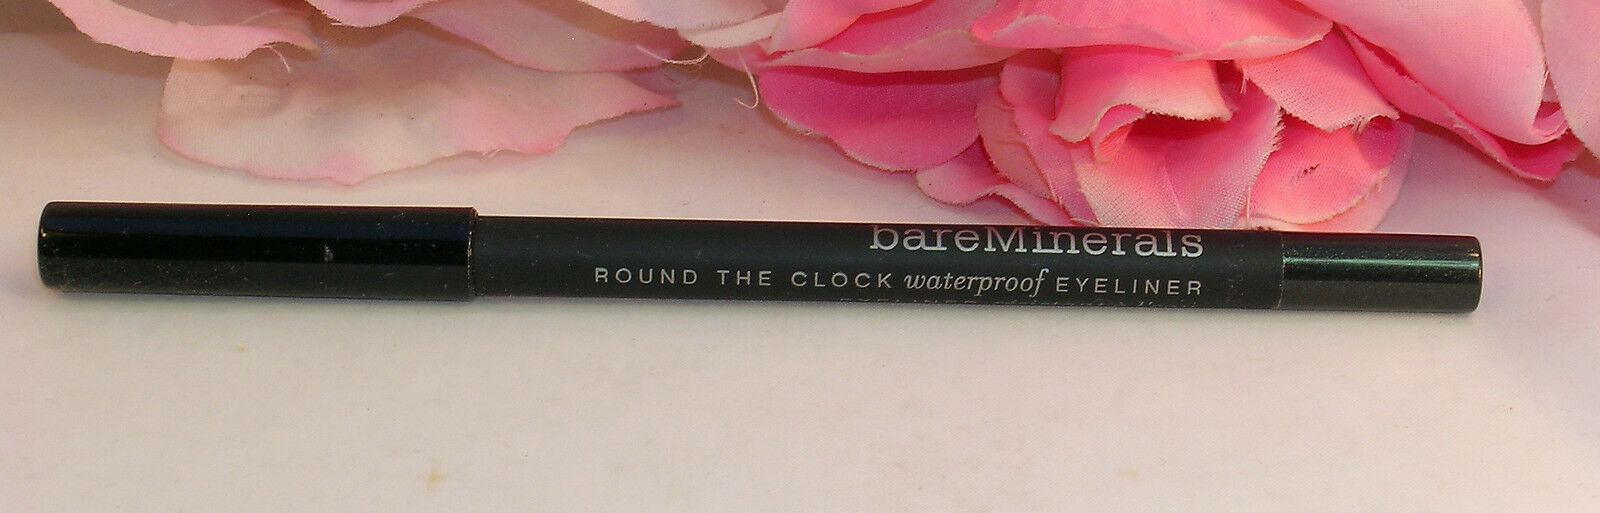 bareMinerals
ROUND THE CLOCK waterproof EYELINER